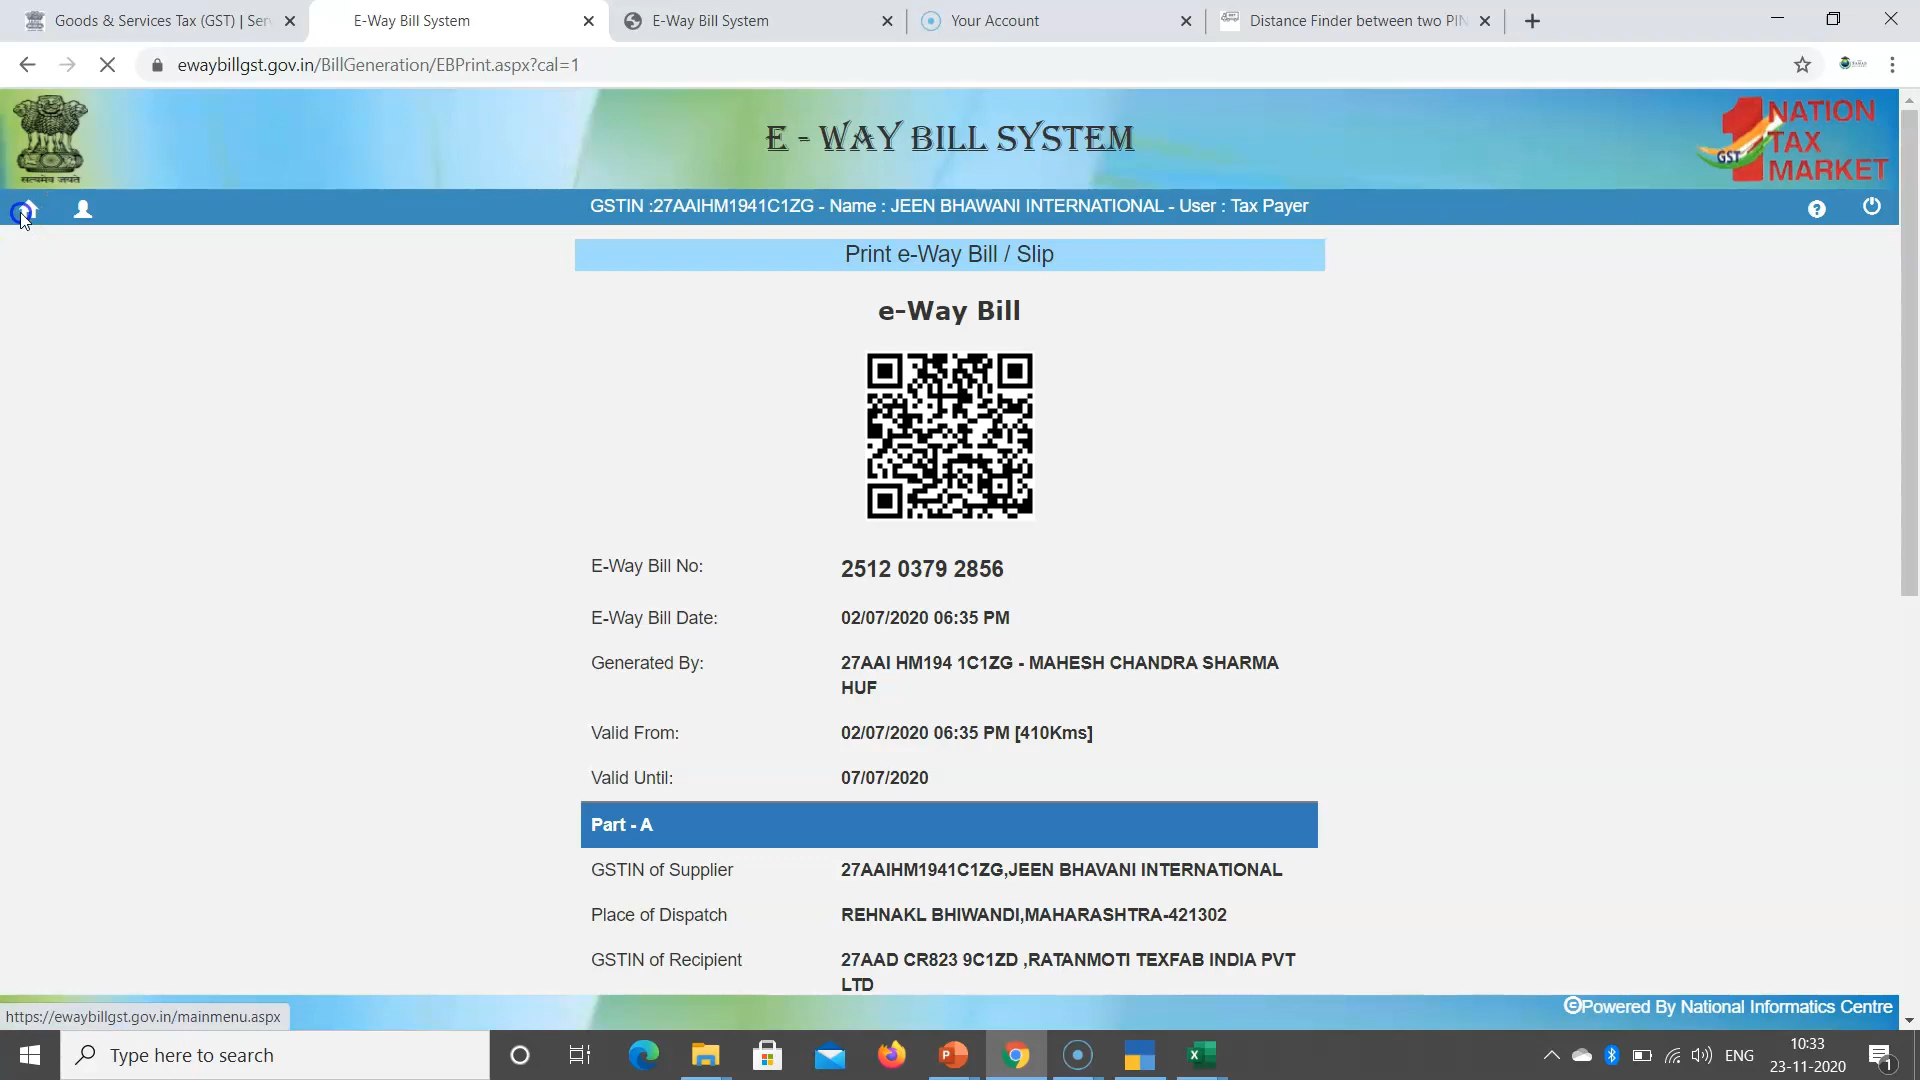 Goods & Services Tax (GST) | Ser
E-Way Bill System
E-Way Bill System
Your Account
Distance Finder between two PIN
ewaybillgst.gov.in/BillGeneration/EBPrint.aspx?cal=1
सत्यमेव जयते
E - WAY BILL SYSTEM
GST
1 NATION
TAX
MARKET
GSTIN :27AAIHM1941C1ZG - Name : JEEN BHAWANI INTERNATIONAL - User : Tax Payer
Print e-Way Bill / Slip
e-Way Bill
E-Way Bill No: 2512 0379 2856
E-Way Bill Date: 02/07/2020 06:35 PM
Generated By: 27AAI HM194 1C1ZG - MAHESH CHANDRA SHARMA
HUF
Valid From: 02/07/2020 06:35 PM [410Kms]
Valid Until: 07/07/2020
Part - A
GSTIN of Supplier 27AAIHM1941C1ZG,JEEN BHAVANI INTERNATIONAL
Place of Dispatch REHNAKL BHIWANDI,MAHARASHTRA-421302
GSTIN of Recipient 27AAD CR823 9C1ZD ,RATANMOTI TEXFAB INDIA PVT
LTD
©Powered By National Informatics Centre
https://ewaybillgst.gov.in/mainmenu.aspx
Type here to search
ENG
10:33
23-11-2020
1